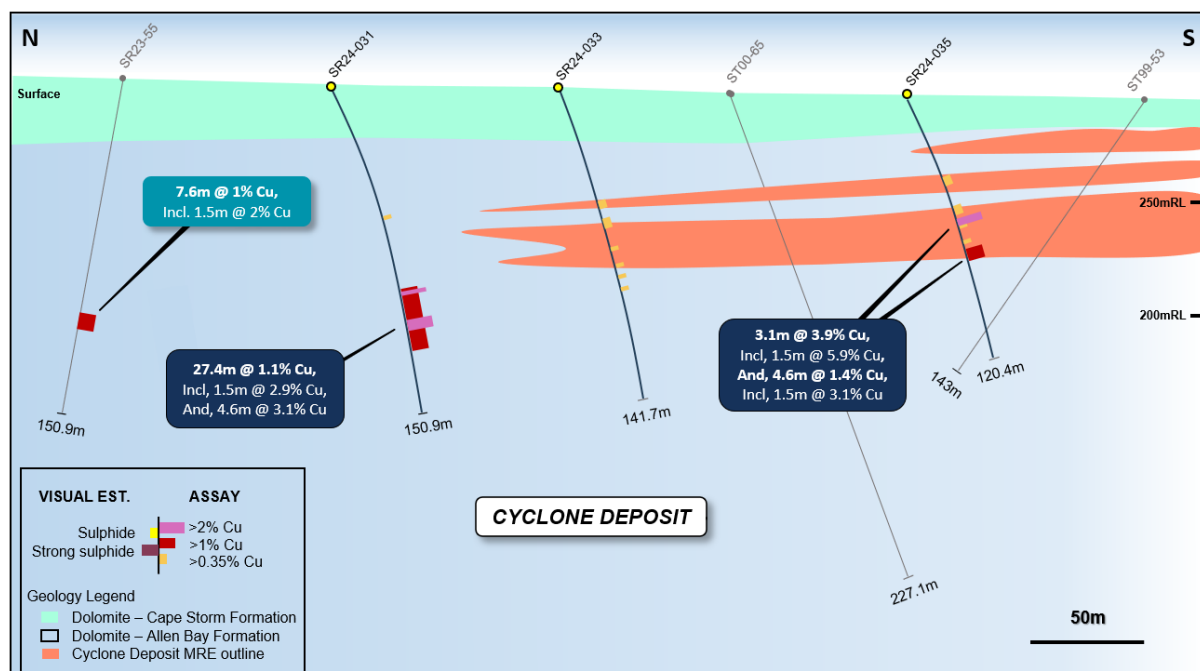 N
S
SR23-55
SR24-031
SR24-033
ST00-65
SR24-035
ST99-53
Surface
7.6m @ 1% Cu,
Incl. 1.5m @ 2% Cu
250mRL
200mRL
27.4m @ 1.1% Cu,
Incl, 1.5m @ 2.9% Cu
And, 4.6m @ 3.1% Cu
3.1m @ 3.9% Cu,
Incl, 1.5m @ 5.9% Cu,
And, 4.6m @ 1.4% Cu,
Incl, 1.5m @ 3.1% Cu
150.9m
150.9m
141.7m
143m
120.4m
227.1m
CYCLONE DEPOSIT
VISUAL EST.
ASSAY
Sulphide
Strong sulphide
>2% Cu
>1% Cu
>0.35% Cu
Geology Legend
Dolomite – Cape Storm Formation
Dolomite – Allen Bay Formation
Cyclone Deposit MRE outline
50m